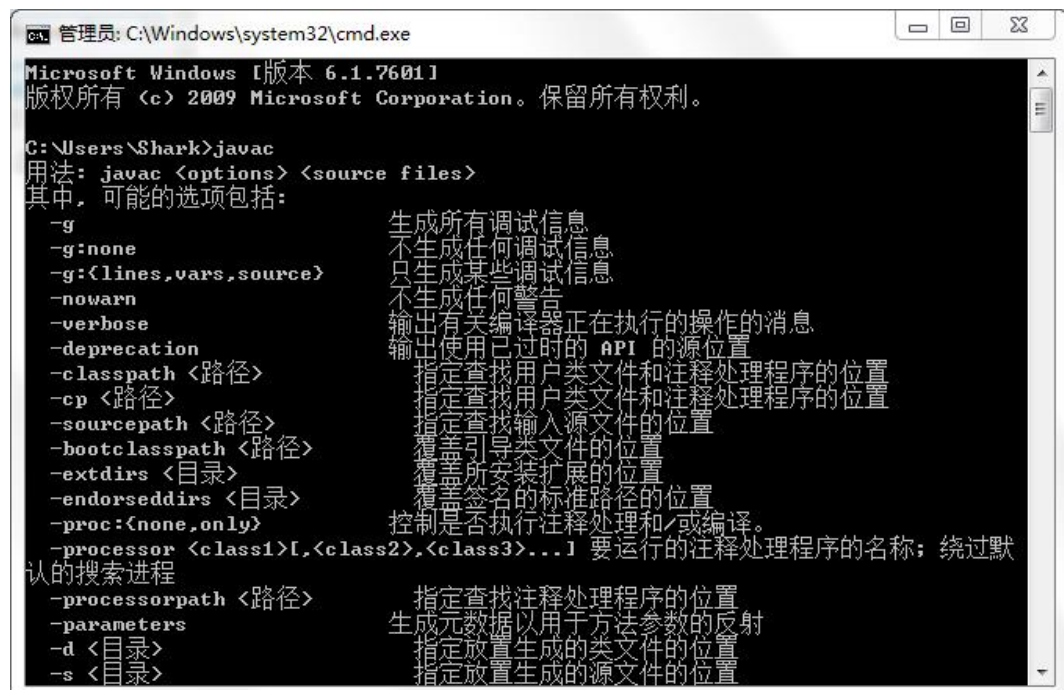 管理员: C:\Windows\system32\cmd.exe
Microsoft Windows [版本 6.1.7601]
版权所有 (c) 2009 Microsoft Corporation。保留所有权利。
C:\Users\Shark>javac
用法: javac <options> <source files>
其中, 可能的选项包括:
-g 生成所有调试信息
-g:none 不生成任何调试信息
-g:{lines,vars,source} 只生成某些调试信息
-nowarn 不生成任何警告
-verbose 输出有关编译器正在执行的操作的消息
-deprecation 输出使用已过时的 API 的源位置
-classpath <路径> 指定查找用户类文件和注释处理程序的位置
-cp <路径> 指定查找用户类文件和注释处理程序的位置
-sourcepath <路径> 指定查找输入源文件的位置
-bootclasspath <路径> 覆盖引导类文件的位置
-extdirs <目录> 覆盖所安装扩展的位置
-endorseddirs <目录> 覆盖签名的标准路径的位置
-proc:{none,only} 控制是否执行注释处理和/或编译。
-processor <class1>[,<class2>,<class3>...] 要运行的注释处理程序的名称; 绕过默
认的搜索进程
-processorpath <路径> 指定查找注释处理程序的位置
-parameters 生成元数据以用于方法参数的反射
-d <目录> 指定放置生成的类文件的位置
-s <目录> 指定放置生成的源文件的位置